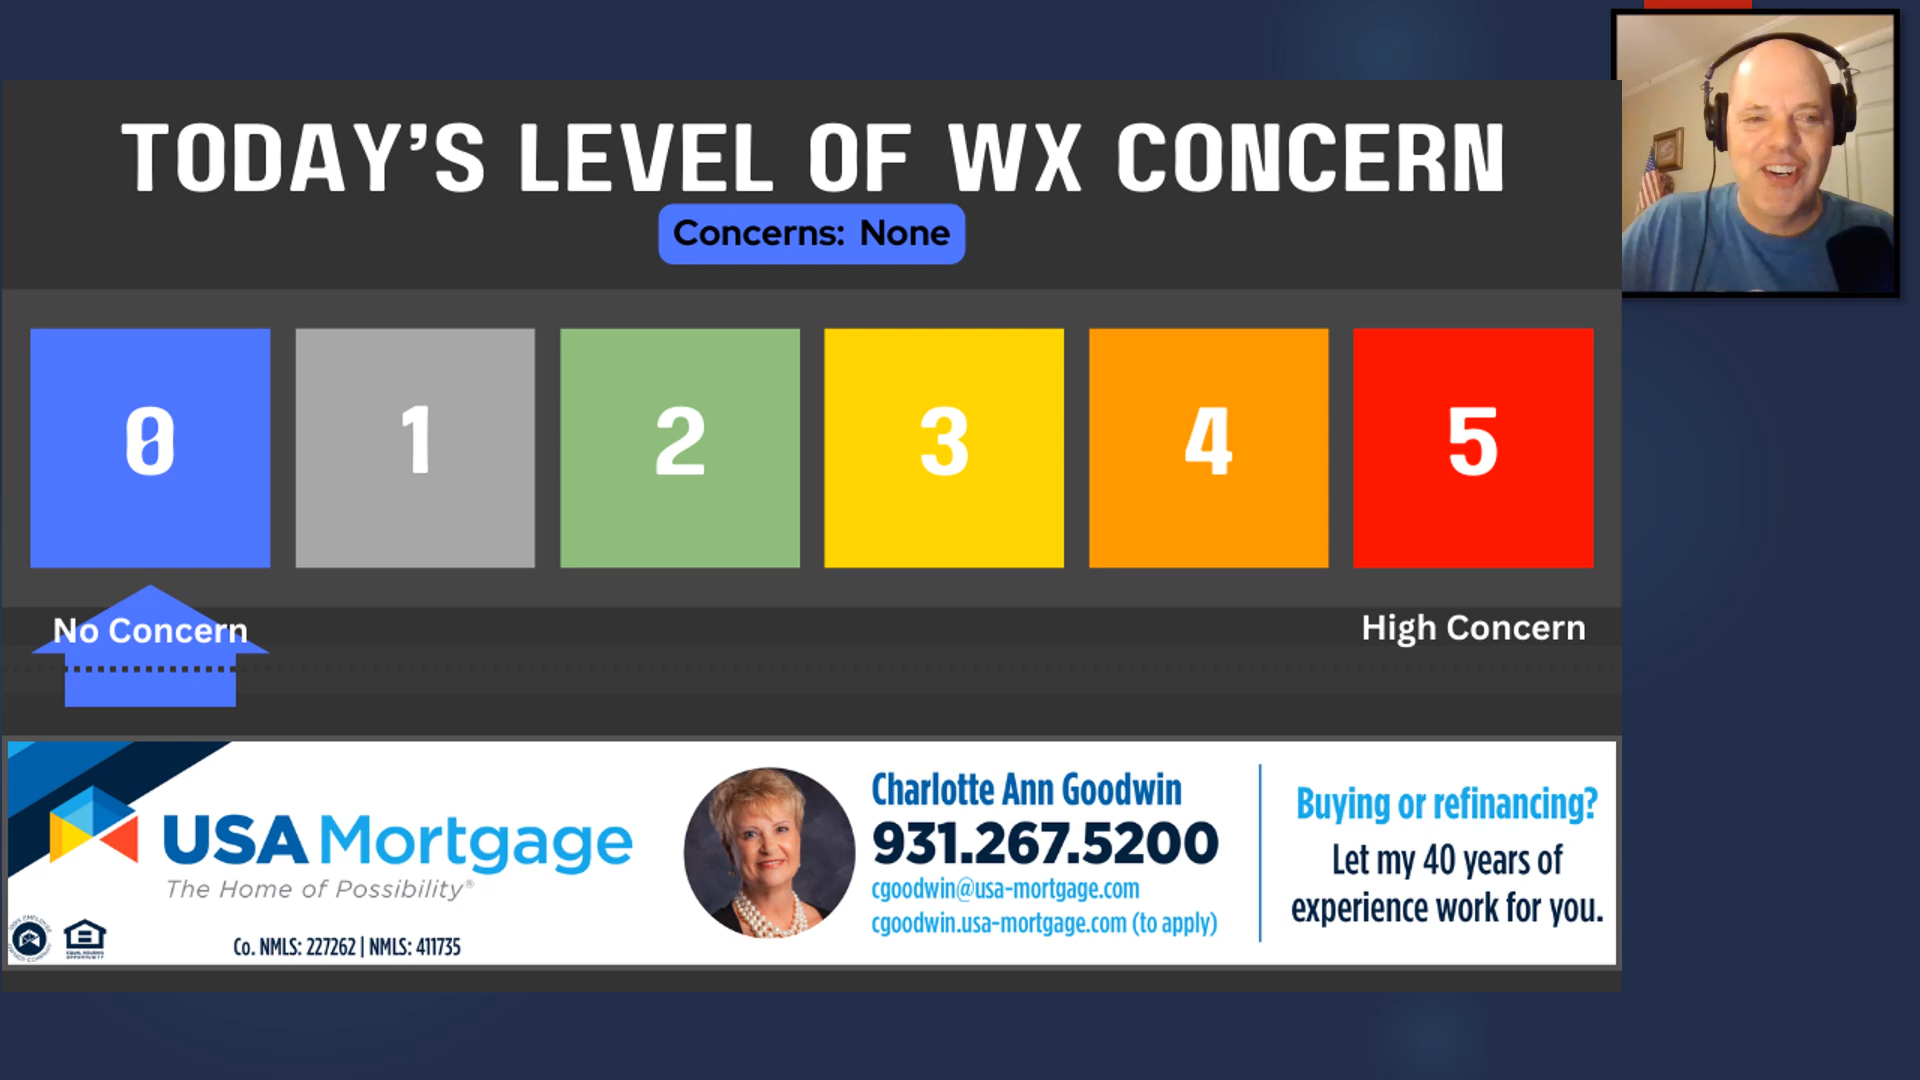 TODAY'S LEVEL OF WX CONCERN
Concerns: None
0
1
2
3
4
5
No Concern
High Concern
USA Mortgage
The Home of Possibility®
Co. NMLS: 227262 | NMLS: 411735
Charlotte Ann Goodwin
931.267.5200
cgoodwin@usa-mortgage.com
cgoodwin.usa-mortgage.com (to apply)
Buying or refinancing?
Let my 40 years of
experience work for you.